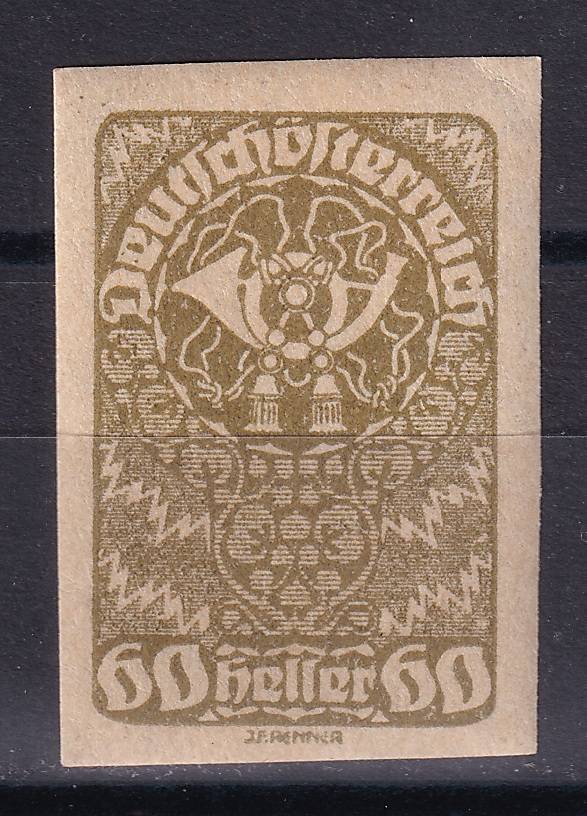 Deutschösterreich
60 heller 60
J.F.RENNER